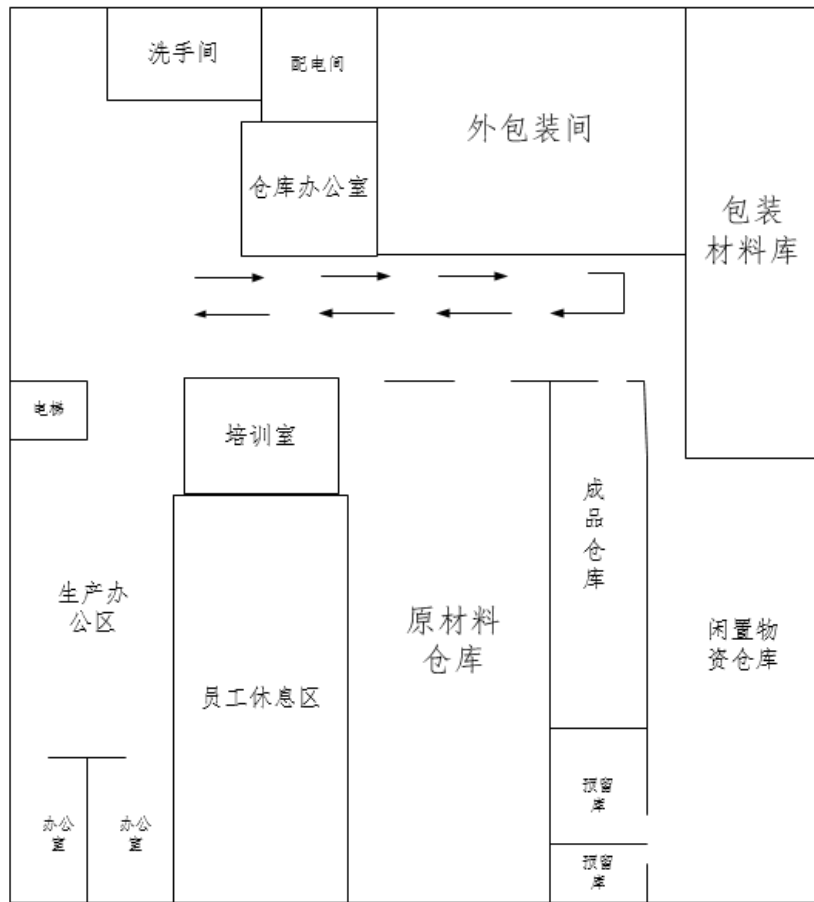 洗手间
配电间
外包装间
仓库办公室
包装
材料库
电梯
培训室
成
品
仓
库
生产办
公区
原材料
仓库
闲置物
资仓库
员工休息区
预留
库
办公
室
办公
室
预留
库